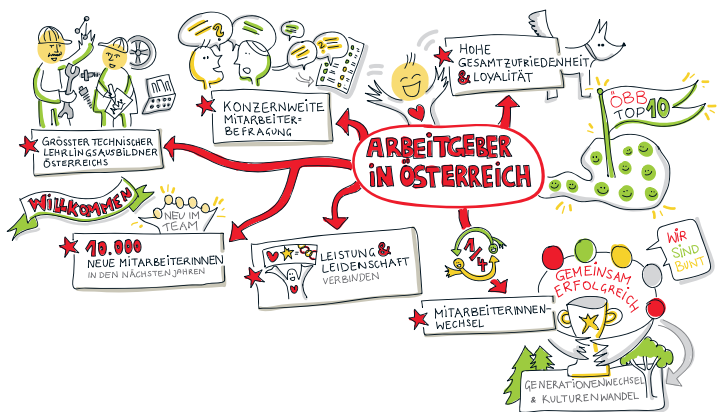 ARBEITGEBER
IN ÖSTERREICH
HOHE
GESAMTZUFRIEDENHEIT
& LOYALITÄT
ÖBB
TOP 10
KONZERNWEITE
MITARBEITER=
BEFRAGUNG
GRÖSSTER TECHNISCHER
LEHRLINGSAUSBILDNER
ÖSTERREICHS
WILLKOMMEN
NEU IM
TEAM
10.000
NEUE MITARBEITERINNEN
IN DEN NÄCHSTEN JAHREN
LEISTUNG &
LEIDENSCHAFT
VERBINDEN
1/4
MITARBEITERINNEN-
WECHSEL
GEMEINSAM
ERFOLGREICH
WIR
SIND
BUNT
GENERATIONENWECHSEL
& KULTURENWANDEL